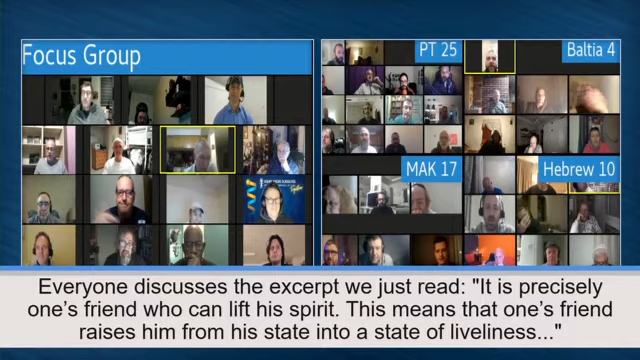 Focus Group
PT 25
Baltia 4
MAK 17
Hebrew 10
Everyone discusses the excerpt we just read: "It is precisely
one's friend who can lift his spirit. This means that one's friend
raises him from his state into a state of liveliness..."